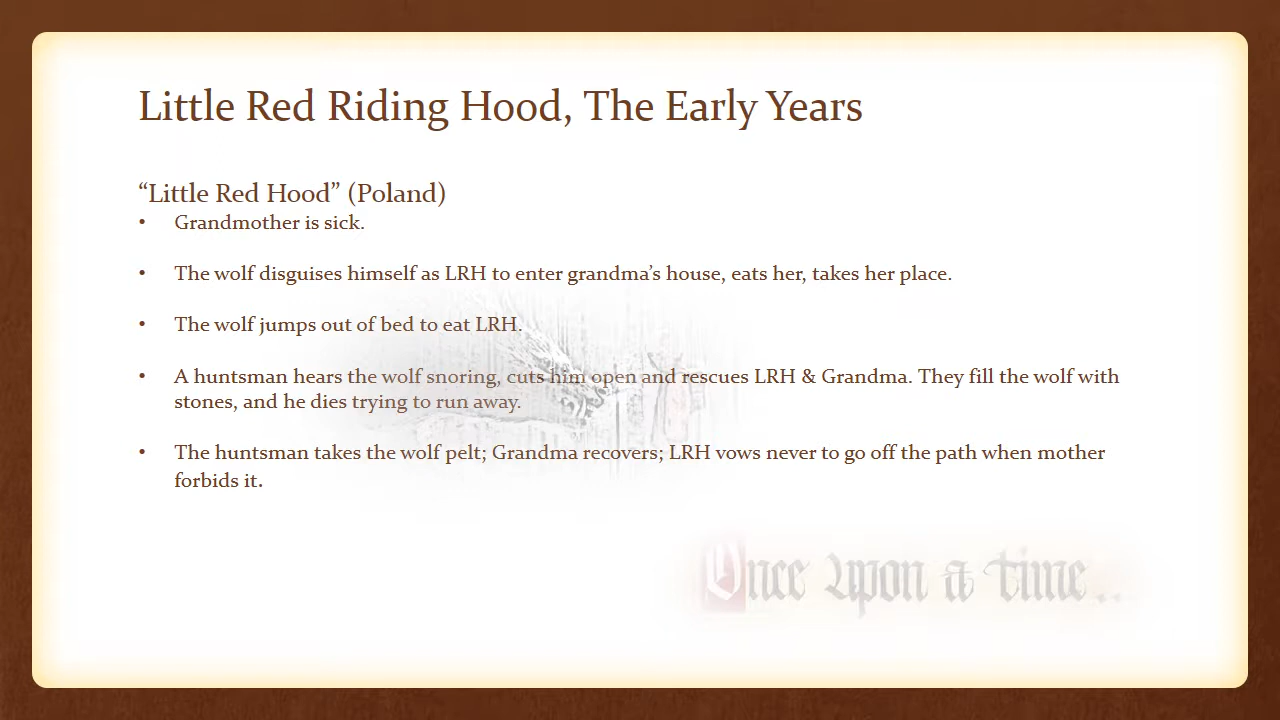 Little Red Riding Hood, The Early Years
“Little Red Hood” (Poland)
• Grandmother is sick.
• The wolf disguises himself as LRH to enter grandma’s house, eats her, takes her place.
• The wolf jumps out of bed to eat LRH.
• A huntsman hears the wolf snoring, cuts him open and rescues LRH & Grandma. They fill the wolf with
stones, and he dies trying to run away.
• The huntsman takes the wolf pelt; Grandma recovers; LRH vows never to go off the path when mother
forbids it.
Once upon a time...